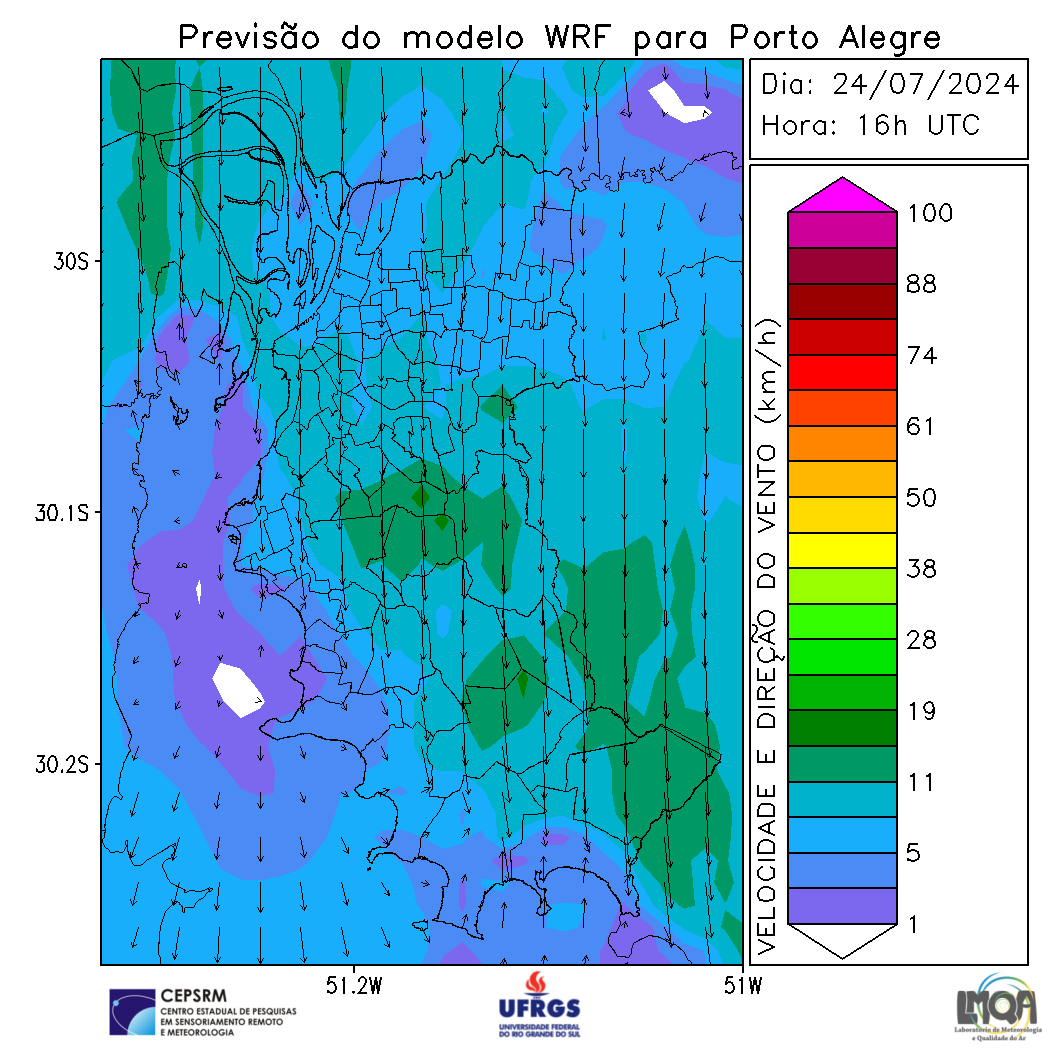 Previsão do modelo WRF para Porto Alegre
Dia: 24/07/2024
Hora: 16h UTC
30S
30.1S
30.2S
51.2W
51W
VELOCIDADE E DIREÇÃO DO VENTO (km/h)
100
88
74
61
50
38
28
19
11
5
1
CEPSRM
CENTRO ESTADUAL DE PESQUISAS
EM SENSORIAMENTO REMOTO
E METEOROLOGIA
UFRGS
UNIVERSIDADE FEDERAL
DO RIO GRANDE DO SUL
LMQA
Laboratório de Meteorologia
e Qualidade do Ar